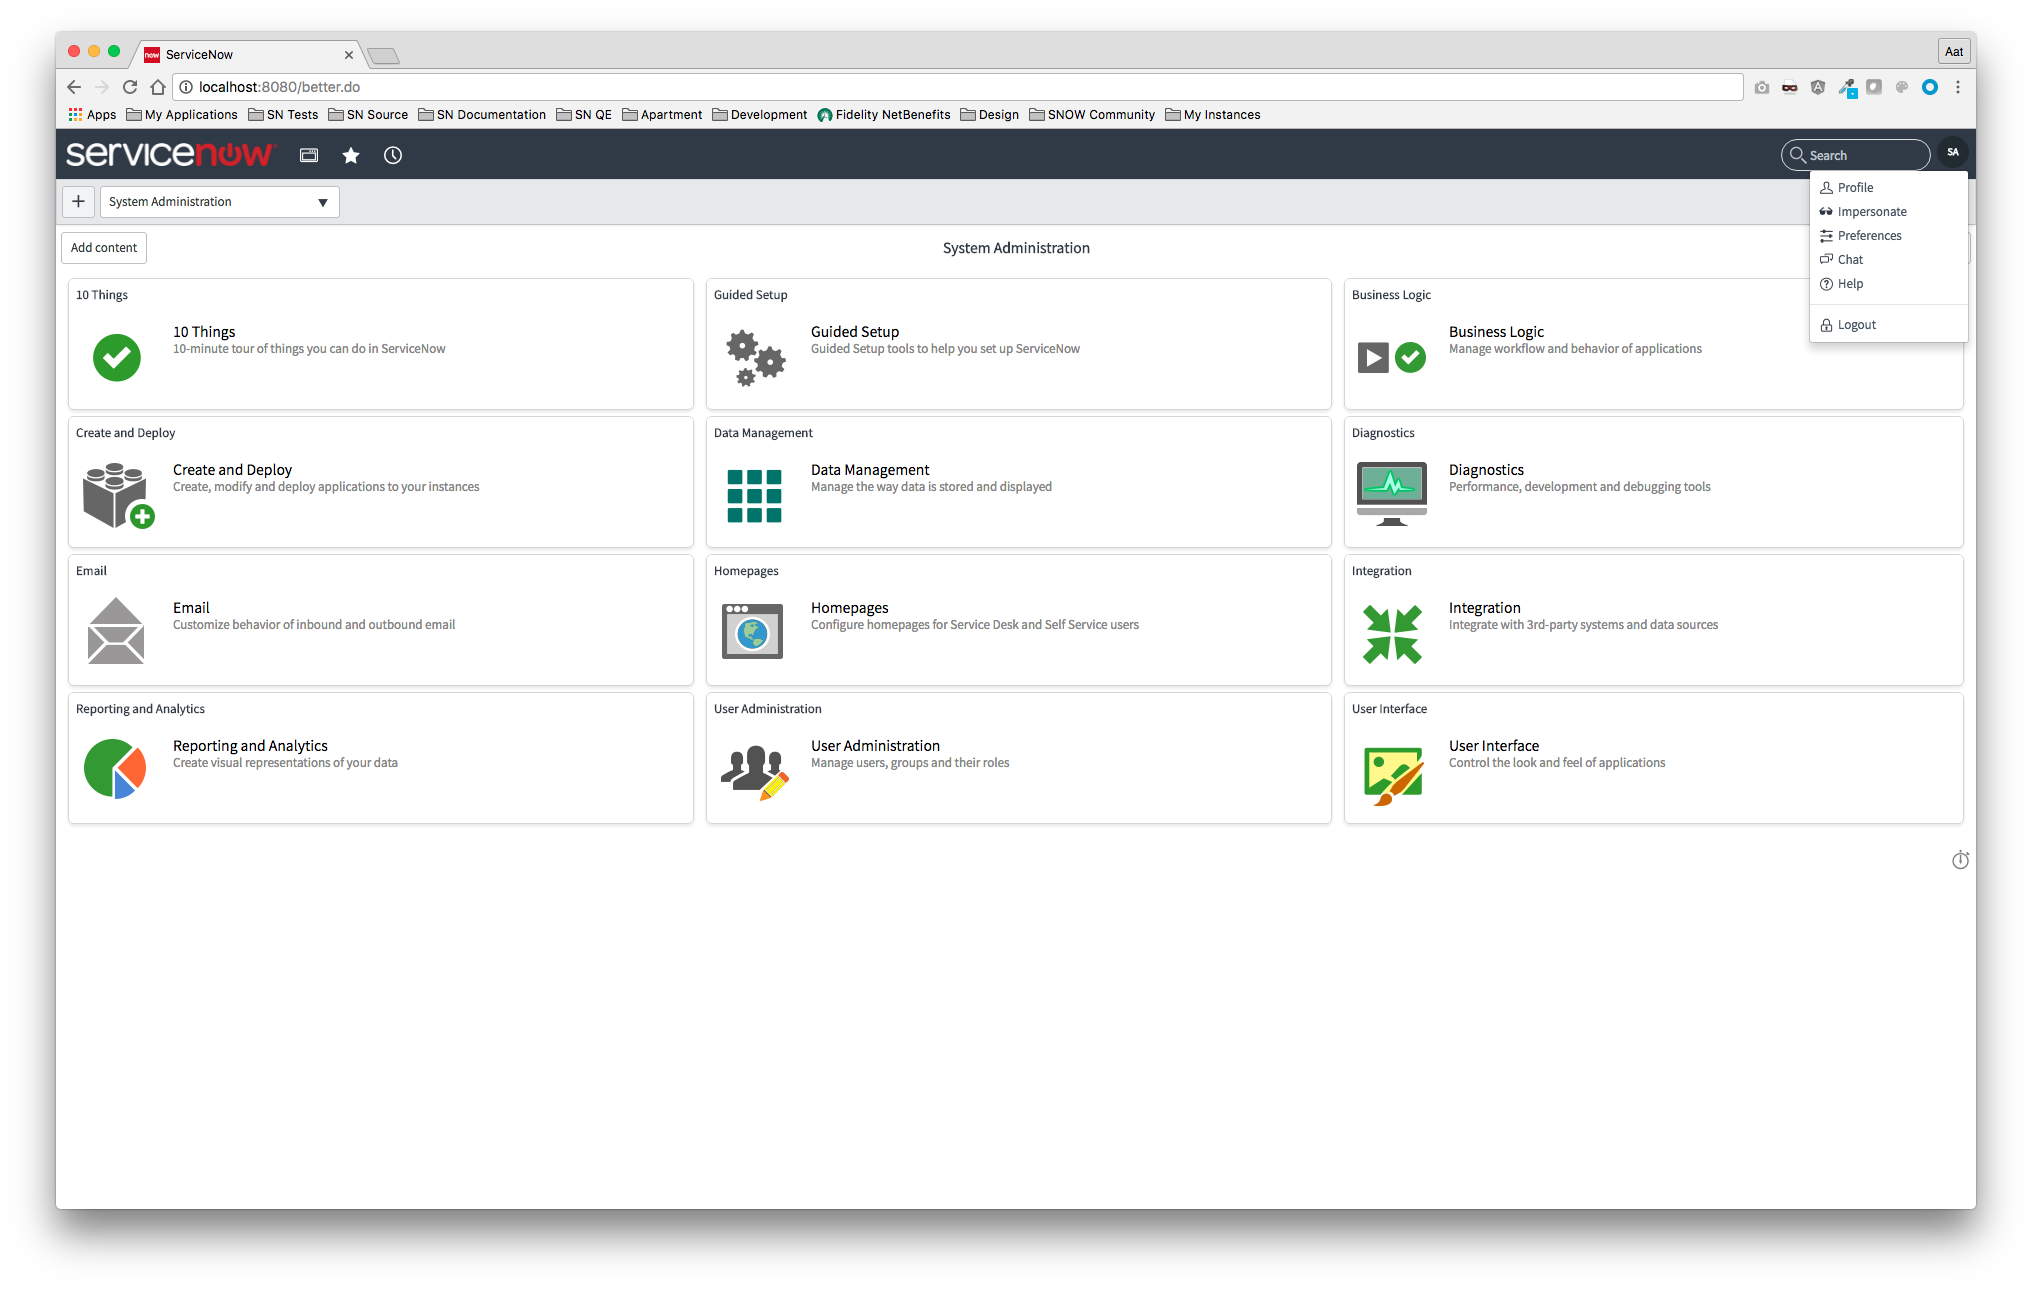 ServiceNow
Aat
localhost:8080/better.do
Apps My Applications SN Tests SN Source SN Documentation SN QE Apartment Development Fidelity NetBenefits Design SNOW Community My Instances
servicenow
Search
SA
+ System Administration
Profile
Impersonate
Preferences
Chat
Help
Logout
Add content
System Administration
10 Things
10 Things
10-minute tour of things you can do in ServiceNow
Guided Setup
Guided Setup
Guided Setup tools to help you set up ServiceNow
Business Logic
Business Logic
Manage workflow and behavior of applications
Create and Deploy
Create and Deploy
Create, modify and deploy applications to your instances
Data Management
Data Management
Manage the way data is stored and displayed
Diagnostics
Diagnostics
Performance, development and debugging tools
Email
Email
Customize behavior of inbound and outbound email
Homepages
Homepages
Configure homepages for Service Desk and Self Service users
Integration
Integration
Integrate with 3rd-party systems and data sources
Reporting and Analytics
Reporting and Analytics
Create visual representations of your data
User Administration
User Administration
Manage users, groups and their roles
User Interface
User Interface
Control the look and feel of applications